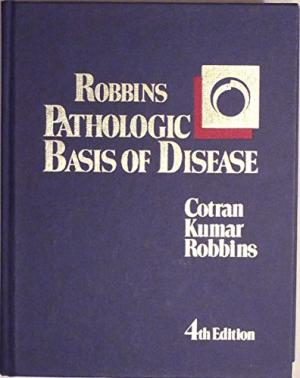 ROBBINS
PATHOLOGIC
BASIS OF DISEASE
Cotran
Kumar
Robbins
4th Edition